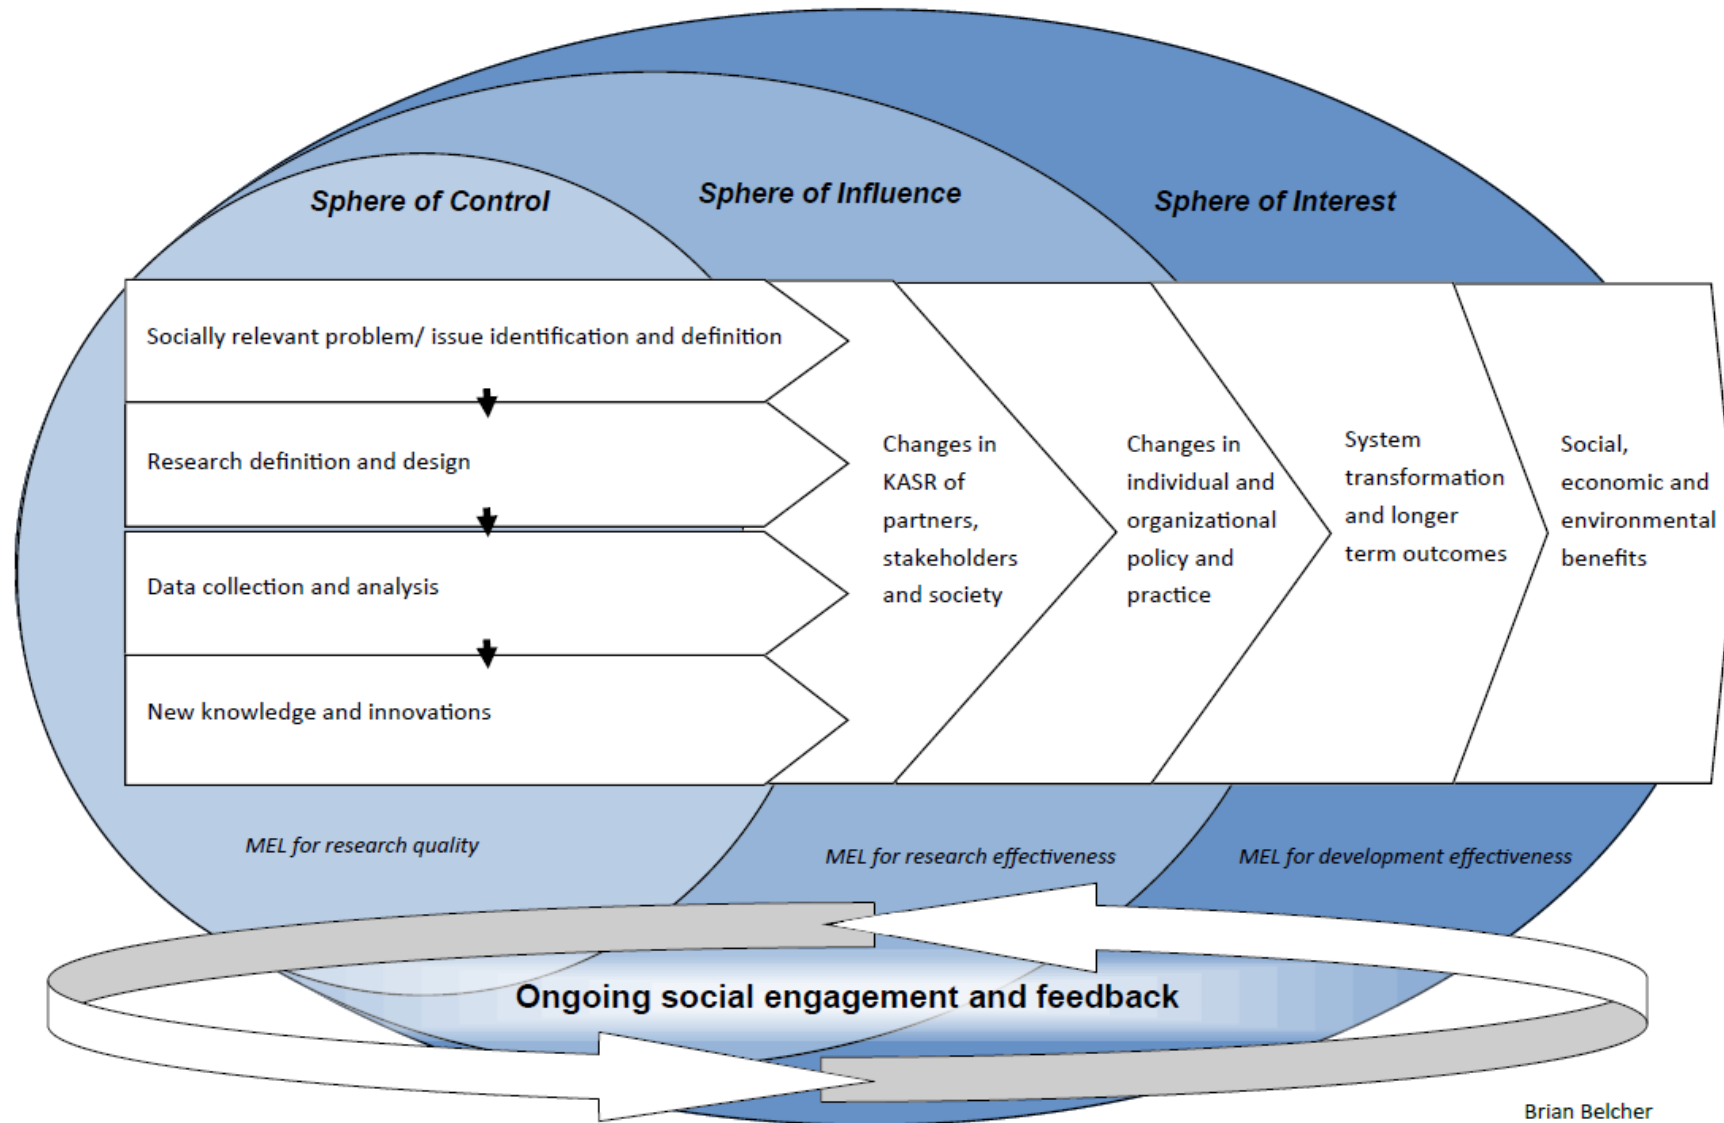 Sphere of Control
Sphere of Influence
Sphere of Interest
Socially relevant problem/ issue identification and definition
Research definition and design
Data collection and analysis
New knowledge and innovations
Changes in
KASR of
partners,
stakeholders
and society
Changes in
individual and
organizational
policy and
practice
System
transformation
and longer
term outcomes
Social,
economic and
environmental
benefits
MEL for research quality
MEL for research effectiveness
MEL for development effectiveness
Ongoing social engagement and feedback
Brian Belcher